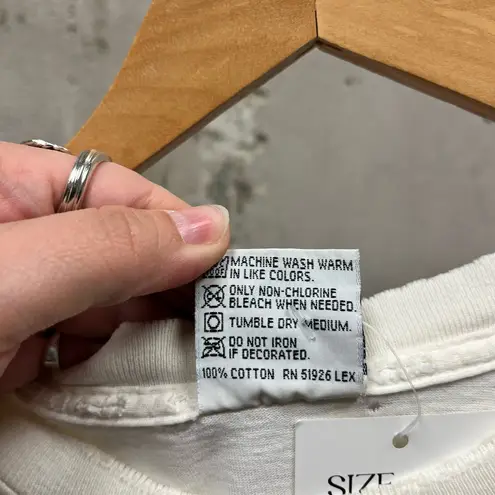 MACHINE WASH WARM
IN LIKE COLORS.
ONLY NON-CHLORINE
BLEACH WHEN NEEDED.
TUMBLE DRY MEDIUM.
DO NOT IRON
IF DECORATED.
100% COTTON RN 51926 LEX
SIZE